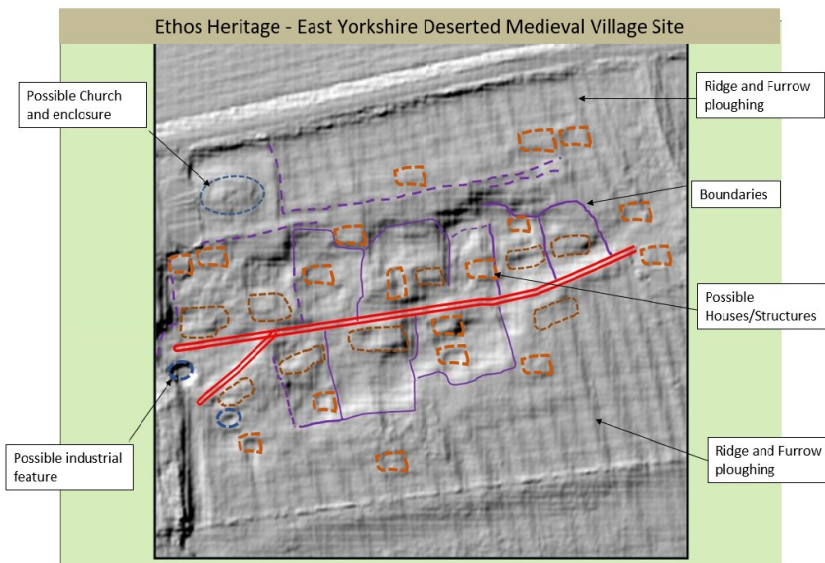 Ethos Heritage - East Yorkshire Deserted Medieval Village Site
Possible Church
and enclosure
Ridge and Furrow
ploughing
Boundaries
Possible
Houses/Structures
Possible industrial
feature
Ridge and Furrow
ploughing